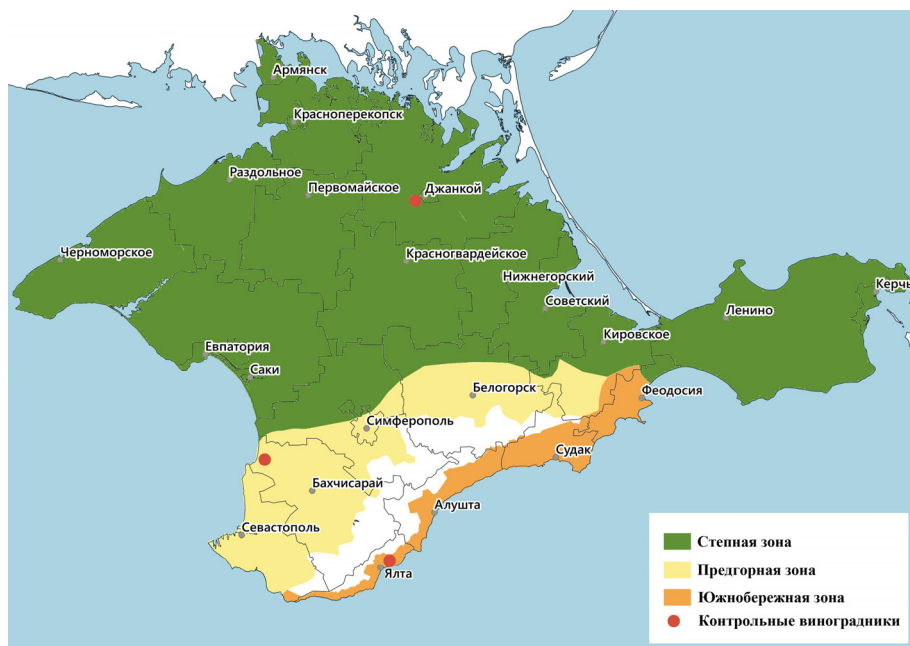 Армянск
Красноперекопск
Раздольное
Первомайское
Джанкой
Черноморское
Красногвардейское
Нижнегорский
Советский
Керчь
Ленино
Кировское
Евпатория
Саки
Белогорск
Феодосия
Симферополь
Судак
Бахчисарай
Алушта
Севастополь
Ялта
Степная зона
Предгорная зона
Южнобережная зона
Контрольные виноградники